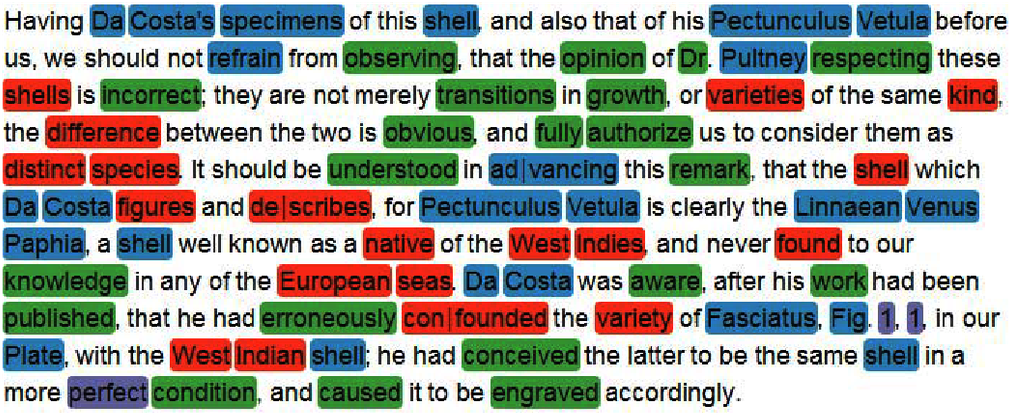 Having Da Costa's specimens of this shell, and also that of his Pectunculus Vetula before
us, we should not refrain from observing, that the opinion of Dr. Pultney respecting these
shells is incorrect; they are not merely transitions in growth, or varieties of the same kind,
the difference between the two is obvious, and fully authorize us to consider them as
distinct species. It should be understood in ad|vancing this remark, that the shell which
Da Costa figures and de|scribes, for Pectunculus Vetula is clearly the Linnaean Venus
Paphia, a shell well known as a native of the West Indies, and never found to our
knowledge in any of the European seas. Da Costa was aware, after his work had been
published, that he had erroneously con|founded the variety of Fasciatus, Fig. 1, 1, in our
Plate, with the West Indian shell; he had conceived the latter to be the same shell in a
more perfect condition, and caused it to be engraved accordingly.